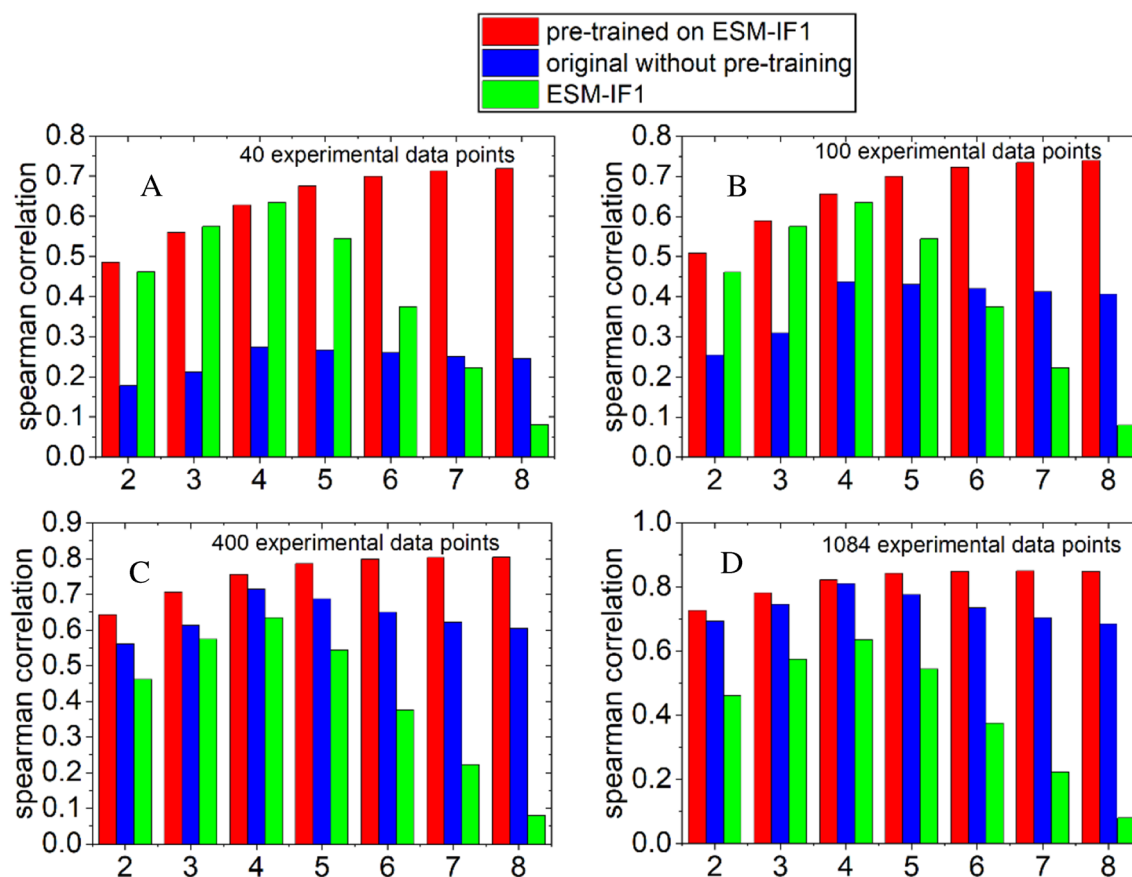 pre-trained on ESM-IF1
original without pre-training
ESM-IF1
A
40 experimental data points
spearman correlation
0.8
0.7
0.6
0.5
0.4
0.3
0.2
0.1
0.0
2 3 4 5 6 7 8
B
100 experimental data points
spearman correlation
0.8
0.7
0.6
0.5
0.4
0.3
0.2
0.1
0.0
2 3 4 5 6 7 8
C
400 experimental data points
spearman correlation
0.9
0.8
0.7
0.6
0.5
0.4
0.3
0.2
0.1
0.0
2 3 4 5 6 7 8
D
1084 experimental data points
spearman correlation
1.0
0.8
0.6
0.4
0.2
0.0
2 3 4 5 6 7 8